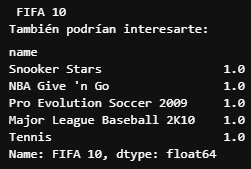 FIFA 10
También podrían interesarte:
name
Snooker Stars 1.0
NBA Give 'n Go 1.0
Pro Evolution Soccer 2009 1.0
Major League Baseball 2K10 1.0
Tennis 1.0
Name: FIFA 10, dtype: float64